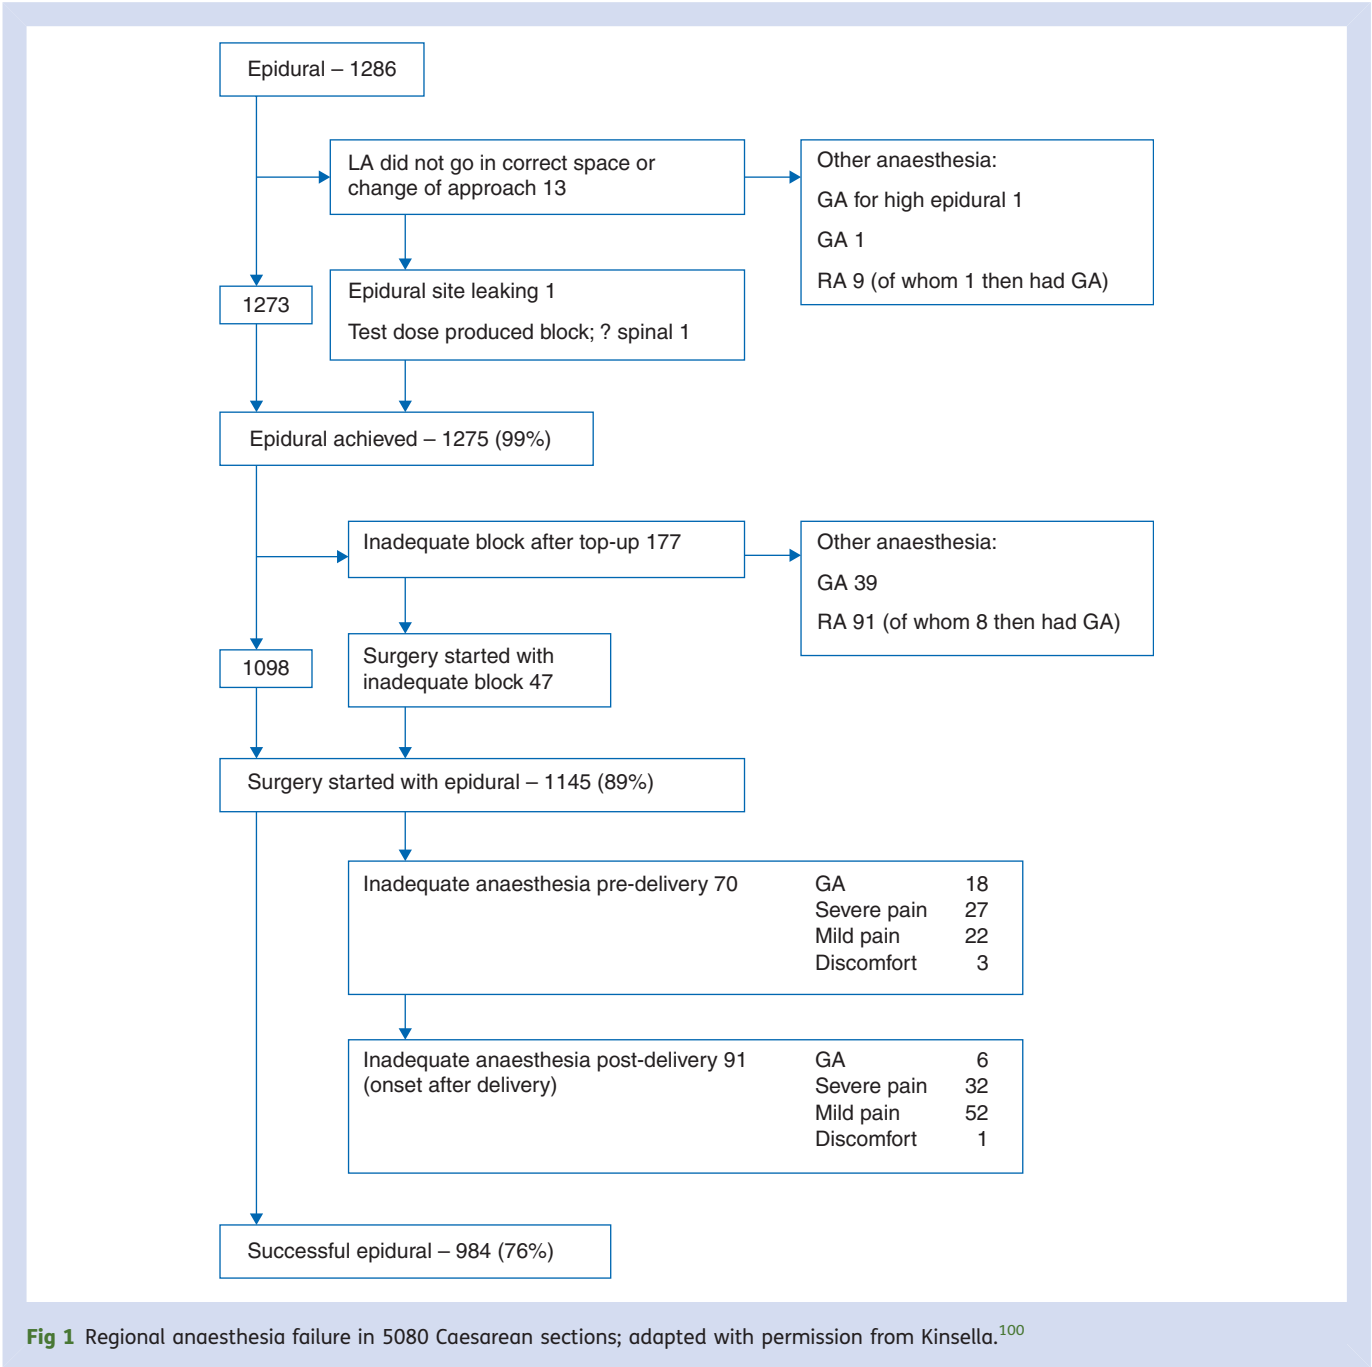 Epidural – 1286
LA did not go in correct space or
change of approach 13
Other anaesthesia:
GA for high epidural 1
GA 1
RA 9 (of whom 1 then had GA)
1273
Epidural site leaking 1
Test dose produced block; ? spinal 1
Epidural achieved – 1275 (99%)
Inadequate block after top-up 177
Other anaesthesia:
GA 39
RA 91 (of whom 8 then had GA)
1098
Surgery started with
inadequate block 47
Surgery started with epidural – 1145 (89%)
Inadequate anaesthesia pre-delivery 70 GA 18
Severe pain 27
Mild pain 22
Discomfort 3
Inadequate anaesthesia post-delivery 91 GA 6
(onset after delivery) Severe pain 32
Mild pain 52
Discomfort 1
Successful epidural – 984 (76%)
Fig 1 Regional anaesthesia failure in 5080 Caesarean sections; adapted with permission from Kinsella.100